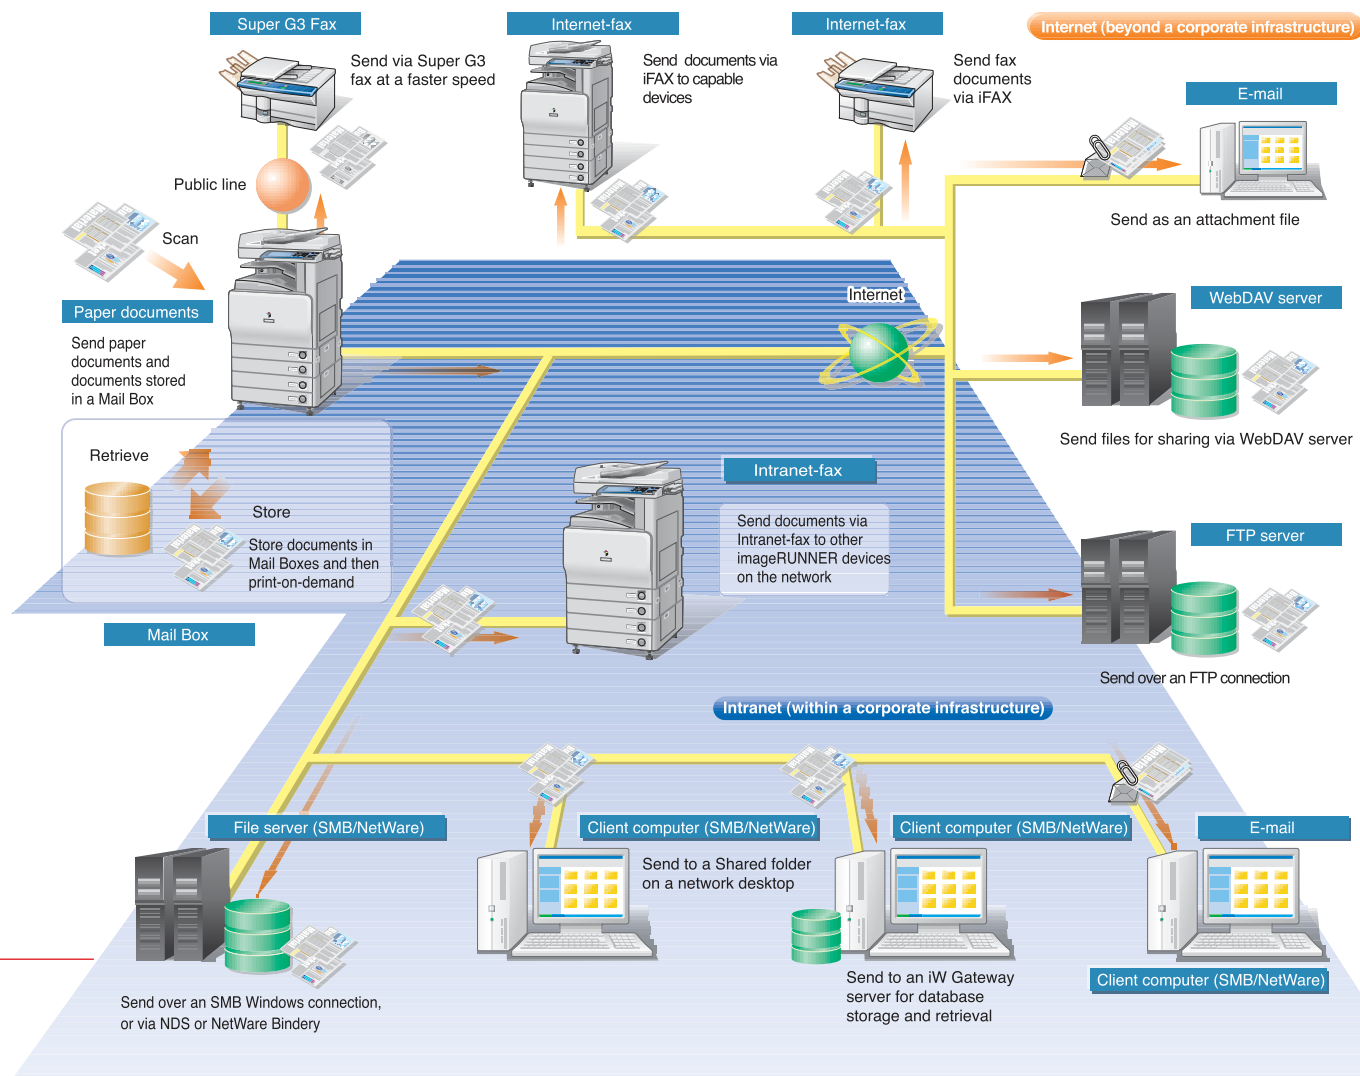 Super G3 Fax
Send via Super G3
fax at a faster speed
Internet-fax
Send documents via
iFAX to capable
devices
Internet-fax
Send fax
documents
via iFAX
Internet (beyond a corporate infrastructure)
E-mail
Send as an attachment file
Public line
Scan
Paper documents
Send paper
documents and
documents stored
in a Mail Box
Internet
WebDAV server
Send files for sharing via WebDAV server
Retrieve
Store
Store documents in
Mail Boxes and then
print-on-demand
Mail Box
Intranet-fax
Send documents via
Intranet-fax to other
imageRUNNER devices
on the network
FTP server
Send over an FTP connection
Intranet (within a corporate infrastructure)
File server (SMB/NetWare)
Send over an SMB Windows connection,
or via NDS or NetWare Bindery
Client computer (SMB/NetWare)
Send to a Shared folder
on a network desktop
Client computer (SMB/NetWare)
Send to an iW Gateway
server for database
storage and retrieval
E-mail
Client computer (SMB/NetWare)